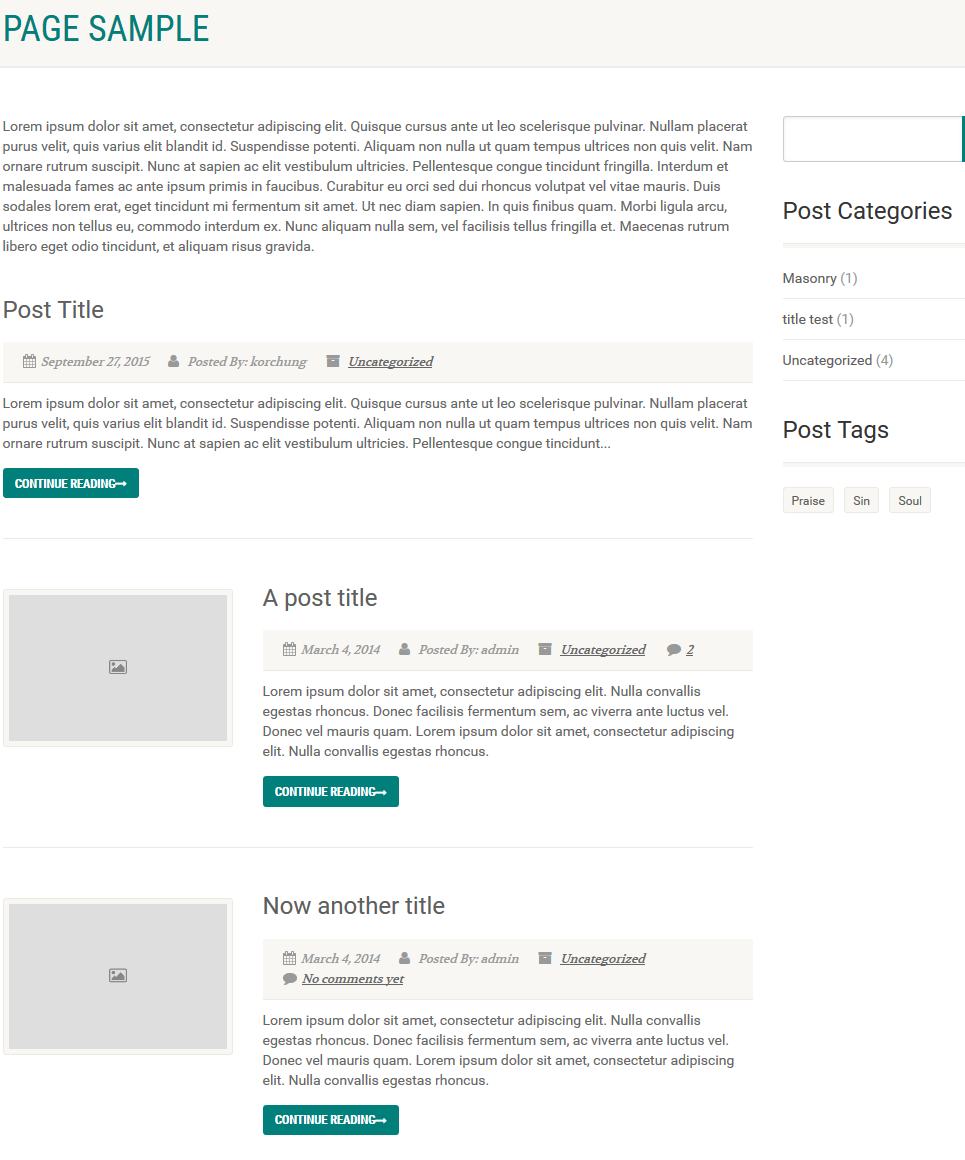 PAGE SAMPLE
Lorem ipsum dolor sit amet, consectetur adipiscing elit. Quisque cursus ante ut leo scelerisque pulvinar. Nullam placerat
purus velit, quis varius elit blandit id. Suspendisse potenti. Aliquam non nulla ut quam tempus ultrices non quis velit. Nam
ornare rutrum suscipit. Nunc at sapien ac elit vestibulum ultricies. Pellentesque congue tincidunt fringilla. Interdum et
malesuada fames ac ante ipsum primis in faucibus. Curabitur eu orci sed dui rhoncus volutpat vel vitae mauris. Duis
sodales lorem erat, eget tincidunt mi fermentum sit amet. Ut nec diam sapien. In quis finibus quam. Morbi ligula arcu,
ultrices non tellus eu, commodo interdum ex. Nunc aliquam nulla sem, vel facilisis tellus fringilla et. Maecenas rutrum
libero eget odio tincidunt, et aliquam risus gravida.
Post Title
September 27, 2015 Posted By: korchung Uncategorized
Lorem ipsum dolor sit amet, consectetur adipiscing elit. Quisque cursus ante ut leo scelerisque pulvinar. Nullam placerat
purus velit, quis varius elit blandit id. Suspendisse potenti. Aliquam non nulla ut quam tempus ultrices non quis velit. Nam
ornare rutrum suscipit. Nunc at sapien ac elit vestibulum ultricies. Pellentesque congue tincidunt...
CONTINUE READING
A post title
March 4, 2014 Posted By: admin Uncategorized 2
Lorem ipsum dolor sit amet, consectetur adipiscing elit. Nulla convallis
egestas rhoncus. Donec facilisis fermentum sem, ac viverra ante luctus vel.
Donec vel mauris quam. Lorem ipsum dolor sit amet, consectetur adipiscing
elit. Nulla convallis egestas rhoncus.
CONTINUE READING
Now another title
March 4, 2014 Posted By: admin Uncategorized
No comments yet
Lorem ipsum dolor sit amet, consectetur adipiscing elit. Nulla convallis
egestas rhoncus. Donec facilisis fermentum sem, ac viverra ante luctus vel.
Donec vel mauris quam. Lorem ipsum dolor sit amet, consectetur adipiscing
elit. Nulla convallis egestas rhoncus.
CONTINUE READING
Post Categories
Masonry (1)
title test (1)
Uncategorized (4)
Post Tags
Praise Sin Soul